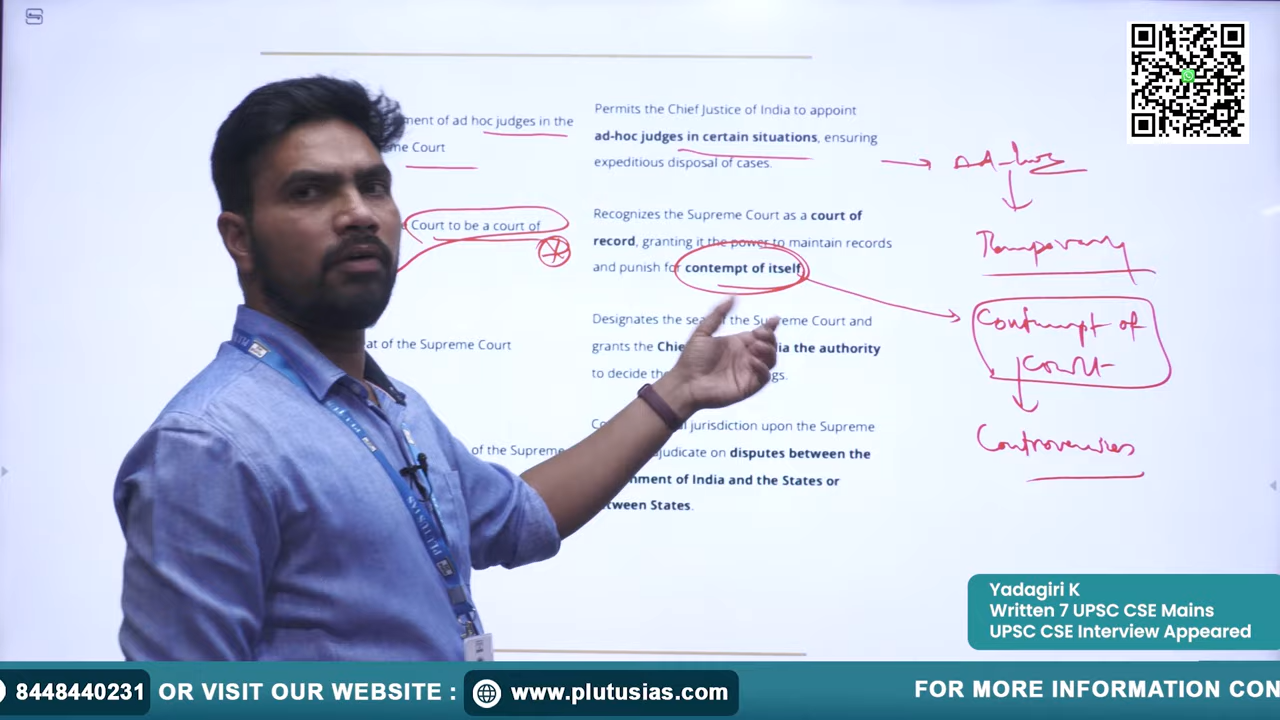 ment of ad hoc judges in the
me Court
Permits the Chief Justice of India to appoint
ad-hoc judges in certain situations, ensuring
expeditious disposal of cases.
Court to be a court of
Recognizes the Supreme Court as a court of
record, granting it the power to maintain records
and punish for contempt of itself
at of the Supreme Court
Designates the sea of the Supreme Court and
grants the Chie ia the authority
to decide th gs.
of the Supreme
jurisdiction upon the Supreme
judicate on disputes between the
nment of India and the States or
tween States.
Ad-hoc
Temporary
Contempt of
Court
Controversies
PLUTUS IAS
Yadagiri K
Written 7 UPSC CSE Mains
UPSC CSE Interview Appeared
8448440231 OR VISIT OUR WEBSITE : www.plutusias.com FOR MORE INFORMATION CON